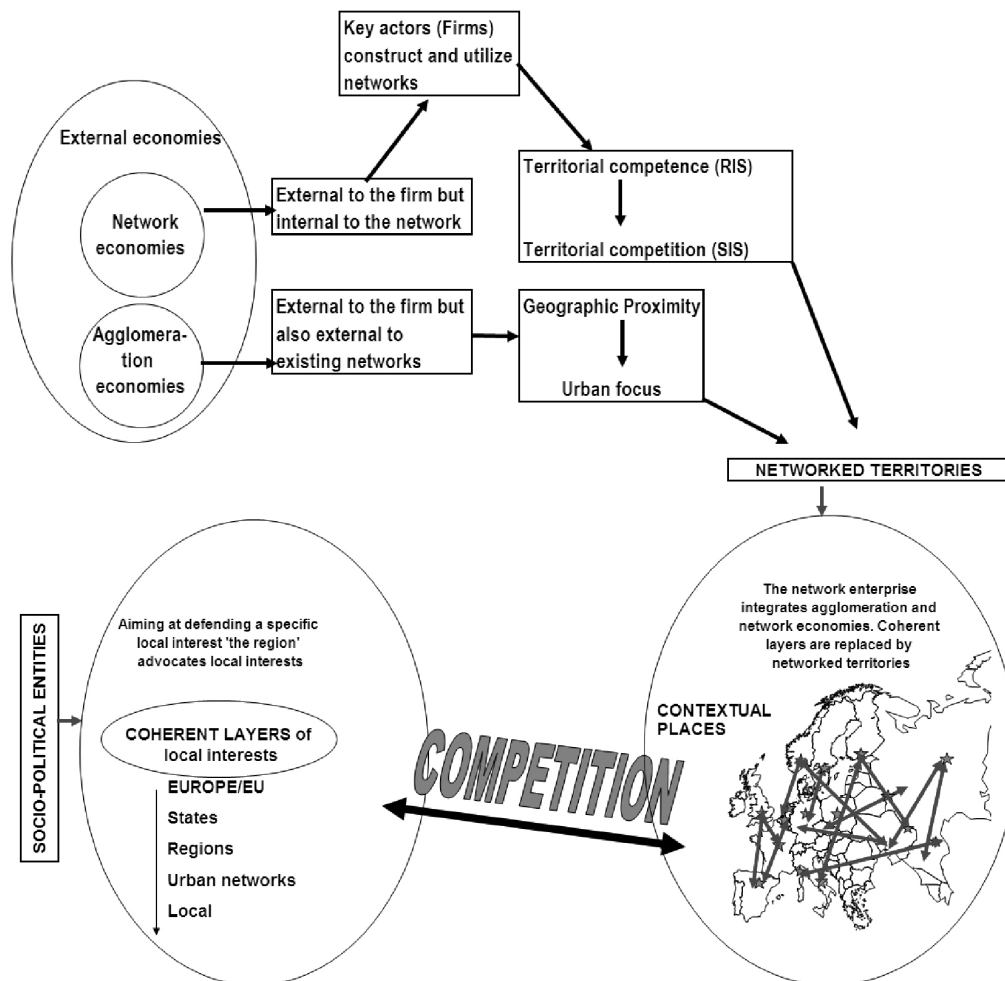 Key actors (Firms)
construct and utilize
networks
External economies
Network
economies
External to the firm but
internal to the network
Territorial competence (RIS)
Territorial competition (SIS)
Agglomera-
tion
economies
External to the firm but
also external to
existing networks
Geographic Proximity
Urban focus
NETWORKED TERRITORIES
SOCIO-POLITICAL ENTITIES
Aiming at defending a specific
local interest 'the region'
advocates local interests
COHERENT LAYERS of
local interests
EUROPE/EU
States
Regions
Urban networks
Local
COMPETITION
The network enterprise
integrates agglomeration and
network economies. Coherent
layers are replaced by
networked territories
CONTEXTUAL
PLACES